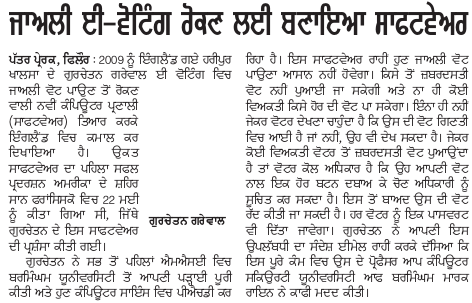 ਜਾਅਲੀ ਈ-ਵੋਟਿੰਗ ਰੋਕਣ ਲਈ ਬਣਾਇਆ ਸਾਫਟਵੇਅਰ
ਪੱਤਰ ਪ੍ਰੇਰਕ, ਫਿਲੌਰ : 2009 ਨੂੰ ਇੰਗਲੈਂਡ ਗਏ ਹਰੀਪੁਰ
ਖਾਲਸਾ ਦੇ ਗੁਰਚੇਤਨ ਗਰੇਵਾਲ ਈ ਵੋਟਿੰਗ ਵਿਚ
ਜਾਅਲੀ ਵੋਟ ਪਾਉਣ ਤੋਂ ਰੋਕਣ
ਵਾਲੀ ਨਵੀਂ ਕੰਪਿਊਟਰ ਪ੍ਰਣਾਲੀ
(ਸਾਫਟਵੇਅਰ) ਤਿਆਰ ਕਰਕੇ
ਇੰਗਲੈਂਡ ਵਿਚ ਕਮਾਲ ਕਰ
ਦਿਖਾਇਆ ਹੈ। ਉਕਤ
ਸਾਫਟਵੇਅਰ ਦਾ ਪਹਿਲਾ ਸਫਲ
ਪ੍ਰਦਰਸ਼ਨ ਅਮਰੀਕਾ ਦੇ ਸ਼ਹਿਰ
ਸਾਨ ਫਰਾਂਸਿਸਕੋ ਵਿਚ 22 ਮਈ
ਨੂੰ ਕੀਤਾ ਗਿਆ ਸੀ, ਜਿੱਥੇ
ਗੁਰਚੇਤਨ ਦੇ ਇਸ ਸਾਫਟਵੇਅਰ
ਦੀ ਪ੍ਰਸ਼ੰਸਾ ਕੀਤੀ ਗਈ।
ਗੁਰਚੇਤਨ ਗਰੇਵਾਲ
ਗੁਰਚੇਤਨ ਨੇ ਸਭ ਤੋਂ ਪਹਿਲਾਂ ਐਮਐਸਈ ਵਿਚ
ਬਰਮਿੰਘਮ ਯੂਨੀਵਰਸਿਟੀ ਤੋਂ ਆਪਣੀ ਪੜ੍ਹਾਈ ਪੂਰੀ
ਕੀਤੀ ਅਤੇ ਹੁਣ ਕੰਪਿਊਟਰ ਸਾਇੰਸ ਵਿਚ ਪੀਐਚਡੀ ਕਰ
ਰਿਹਾ ਹੈ। ਇਸ ਸਾਫਟਵੇਅਰ ਰਾਹੀਂ ਹੁਣ ਜਾਅਲੀ ਵੋਟ
ਪਾਉਣਾ ਆਸਾਨ ਨਹੀਂ ਹੋਵੇਗਾ। ਕਿਸੇ ਤੋਂ ਜ਼ਬਰਦਸਤੀ
ਵੋਟ ਨਹੀਂ ਪੁਆਈ ਜਾ ਸਕੇਗੀ ਅਤੇ ਨਾ ਹੀ ਕੋਈ
ਵਿਅਕਤੀ ਕਿਸੇ ਹੋਰ ਦੀ ਵੋਟ ਪਾ ਸਕੇਗਾ। ਇੰਨਾ ਹੀ ਨਹੀਂ
ਜੇਕਰ ਵੋਟਰ ਦੇਖਣਾ ਚਾਹੁੰਦਾ ਹੈ ਕਿ ਉਸ ਦੀ ਵੋਟ ਗਿਣਤੀ
ਵਿਚ ਆਈ ਹੈ ਜਾਂ ਨਹੀਂ, ਉਹ ਵੀ ਦੇਖ ਸਕਦਾ ਹੈ। ਜੇਕਰ
ਕੋਈ ਵਿਅਕਤੀ ਵੋਟਰ ਤੋਂ ਜ਼ਬਰਦਸਤੀ ਵੋਟ ਪੁਆਉਂਦਾ
ਹੈ ਤਾਂ ਵੋਟਰ ਕੋਲ ਅਧਿਕਾਰ ਹੈ ਕਿ ਉਹ ਆਪਣੀ ਵੋਟ
ਨਾਲ ਇਕ ਹੋਰ ਬਟਨ ਦਬਾਅ ਕੇ ਚੋਣ ਅਧਿਕਾਰੀ ਨੂੰ
ਸੂਚਿਤ ਕਰ ਸਕਦਾ ਹੈ। ਇਸ ਤੋਂ ਬਾਅਦ ਉਸ ਦੀ ਵੋਟ
ਰੱਦ ਕੀਤੀ ਜਾ ਸਕਦੀ ਹੈ। ਹਰ ਵੋਟਰ ਨੂੰ ਇਕ ਪਾਸਵਰਟ
ਵੀ ਦਿੱਤਾ ਜਾਵੇਗਾ। ਗੁਰਚੇਤਨ ਨੇ ਆਪਣੀ ਇਸ
ਉਪਲਬੱਧੀ ਦਾ ਸੰਦੇਸ਼ ਈਮੇਲ ਰਾਹੀਂ ਕਰਕੇ ਦੱਸਿਆ ਕਿ
ਇਸ ਪੂਰੇ ਕੰਮ ਵਿਚ ਉਸ ਦੇ ਪ੍ਰੋਫੈਸਰ ਆਪ ਕੰਪਿਊਟਰ
ਸਕਿਉਰਟੀ ਯੂਨੀਵਰਸਿਟੀ ਆਫ ਬਰਮਿੰਘਮ ਮਾਰਕ
ਰਾਇਨ ਨੇ ਕਾਫੀ ਮਦਦ ਕੀਤੀ।